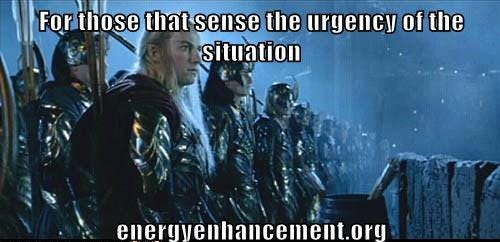 For those that sense the urgency of the
situation
energyenhancement.org